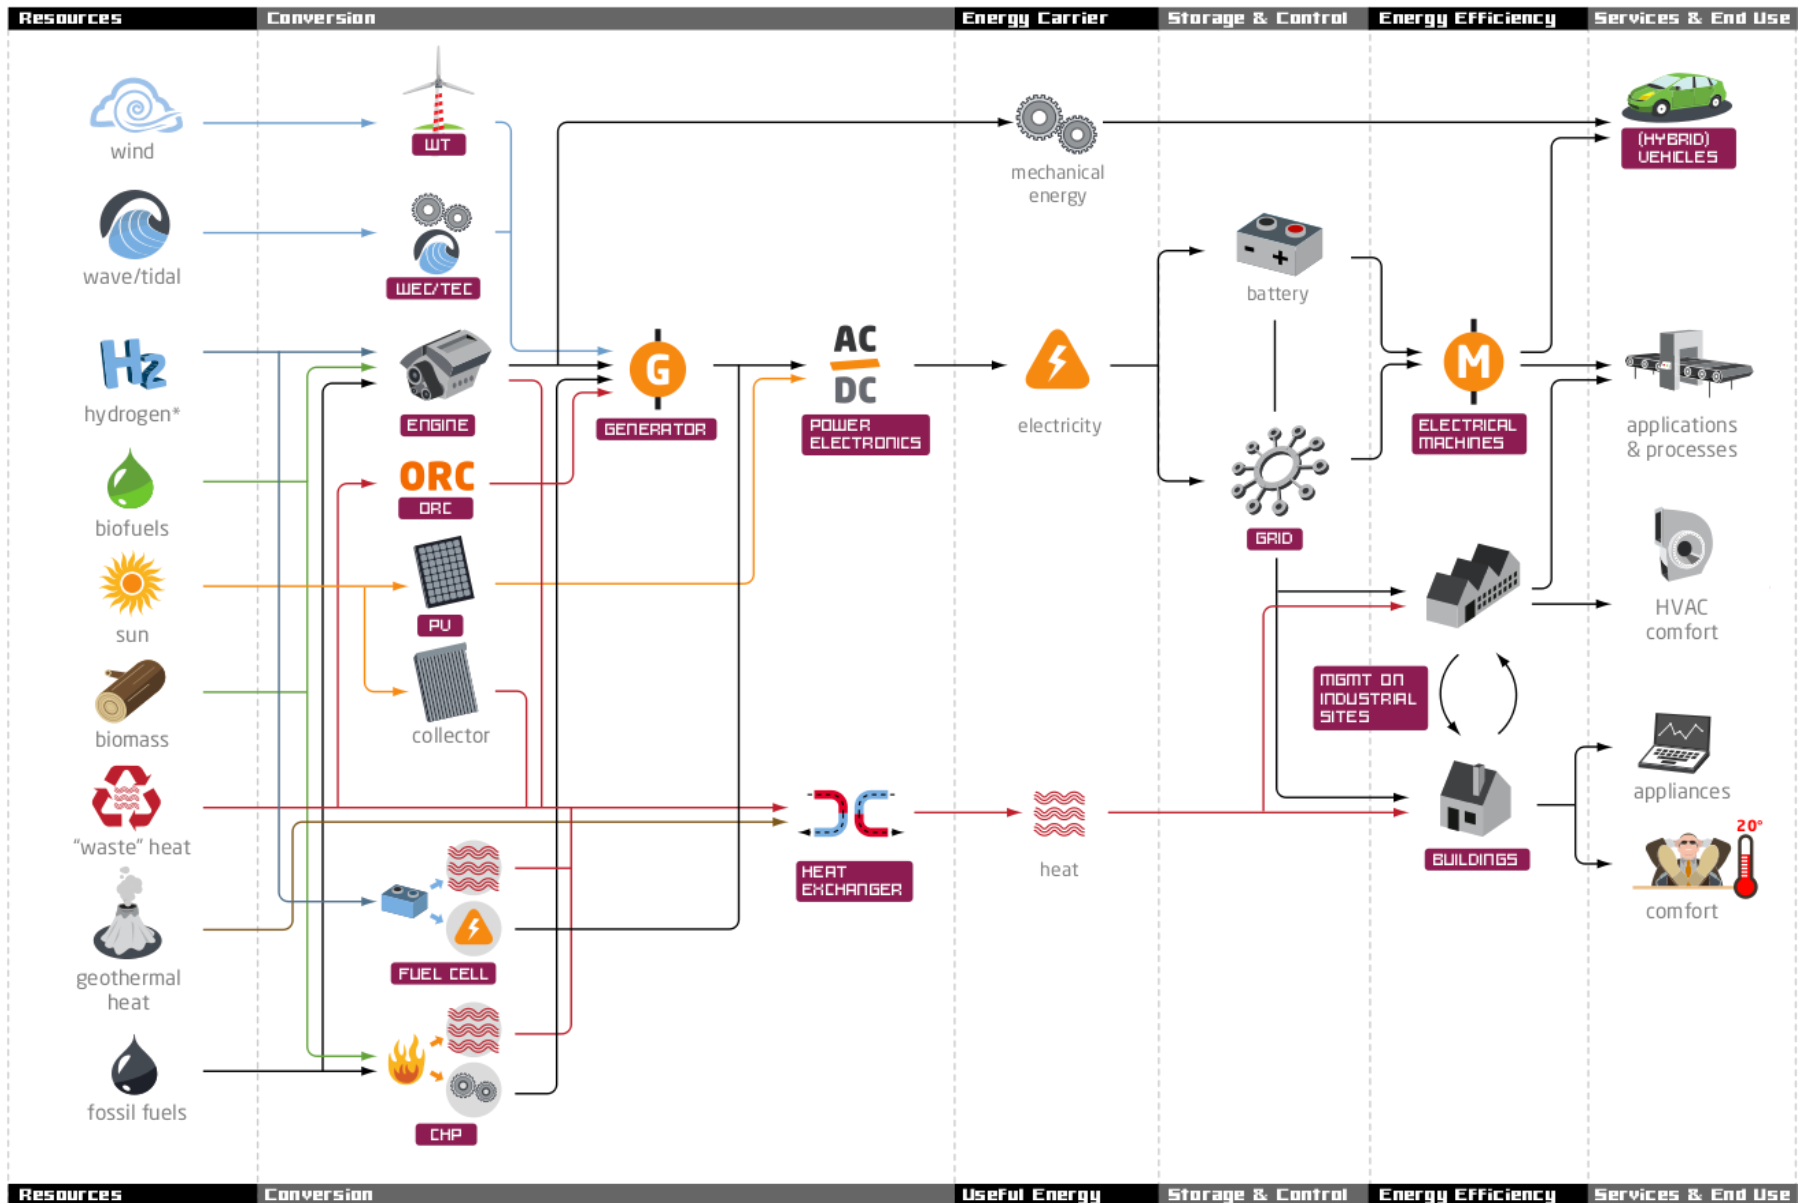 Resources
Conversion
Energy Carrier
Storage & Control
Energy Efficiency
Services & End Use
wind
WT
mechanical
energy
(HYBRID)
VEHICLES
wave/tidal
WEC/TEC
battery
H2
hydrogen*
ENGINE
G
GENERATOR
AC
DC
POWER
ELECTRONICS
electricity
M
ELECTRICAL
MACHINES
applications
& processes
biofuels
ORC
ORC
GRID
sun
PV
HVAC
comfort
biomass
collector
MGMT ON
INDUSTRIAL
SITES
"waste" heat
HEAT
EXCHANGER
heat
BUILDINGS
appliances
20°
comfort
geothermal
heat
FUEL CELL
fossil fuels
CHP
Resources
Conversion
Useful Energy
Storage & Control
Energy Efficiency
Services & End Use